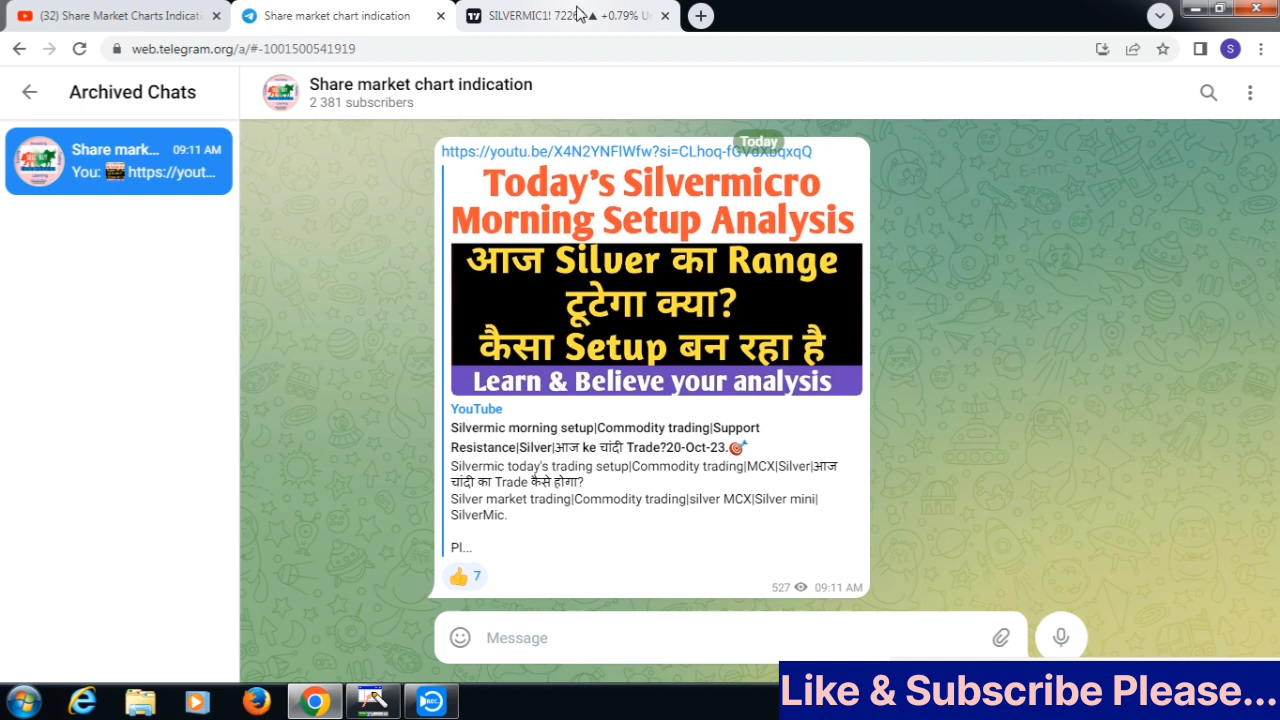 (32) Share Market Charts Indicati
Share market chart indication
SILVERMIC1! 7226 ▲ +0.79% U
web.telegram.org/a/#-1001500541919
S
Archived Chats
Share market chart indication
2 381 subscribers
Share mark... 09:11 AM
You: https://yout...
Today
https://youtu.be/X4N2YNFlWfw?si=CLhoq-
Today's Silvermicro
Morning Setup Analysis
आज Silver का Range
टूटेगा क्या?
कैसा Setup बन रहा है
Learn & Believe your analysis
YouTube
Silvermic morning setup|Commodity trading|Support
Resistance|Silver|आज ke चांदी Trade?20-Oct-23.🎯
Silvermic today's trading setup|Commodity trading|MCX|Silver|आज
चांदी का Trade कैसे होगा?
Silver market trading|Commodity trading|silver MCX|Silver mini|
SilverMic.
Pl...
👍 7
527 09:11 AM
Message
REC
Like & Subscribe Please...